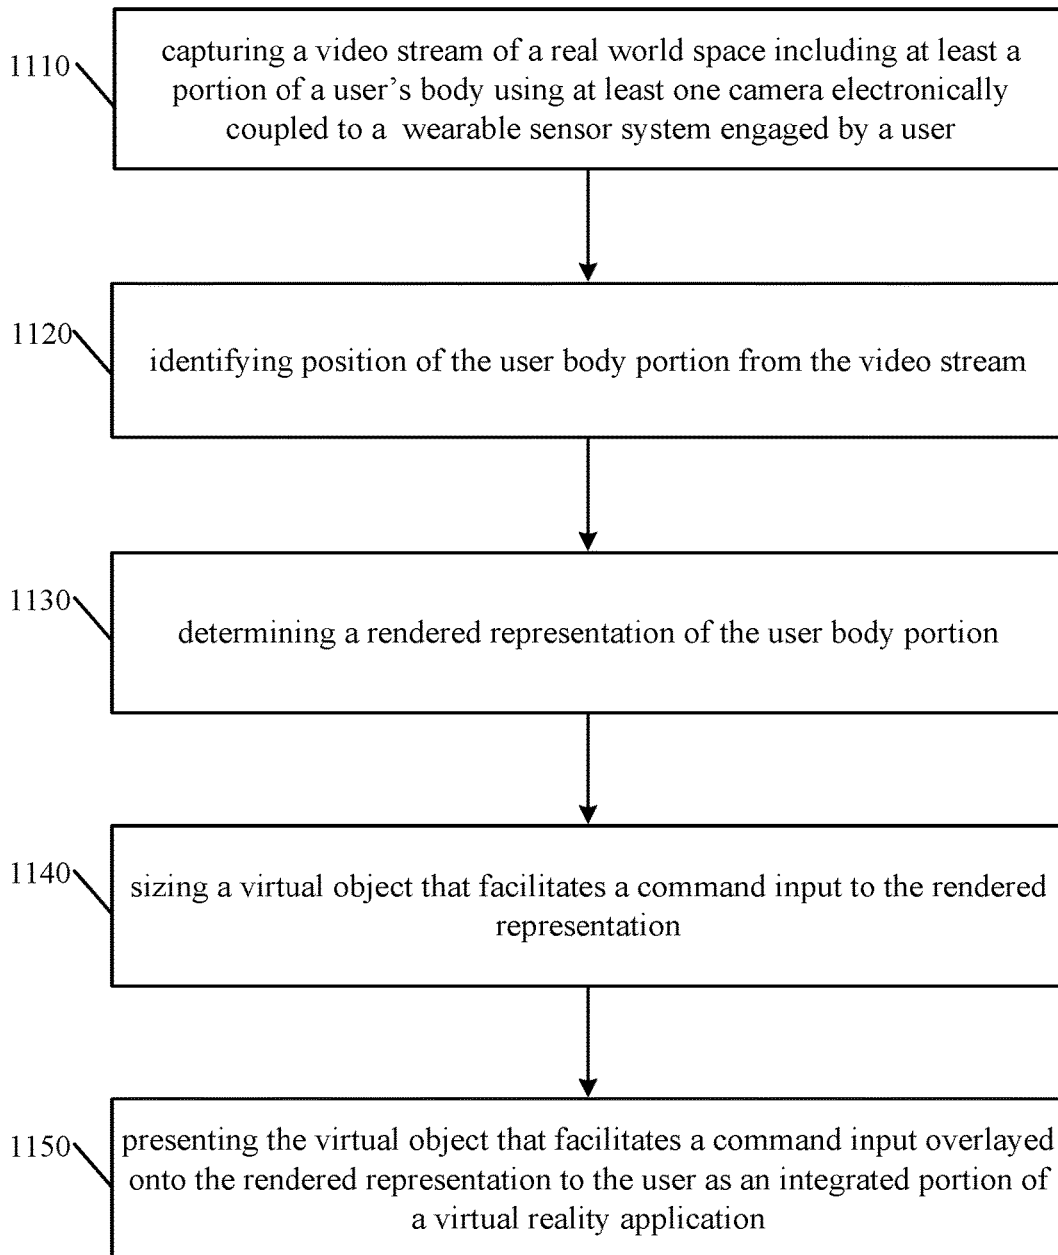 1110
capturing a video stream of a real world space including at least a
portion of a user's body using at least one camera electronically
coupled to a wearable sensor system engaged by a user
1120
identifying position of the user body portion from the video stream
1130
determining a rendered representation of the user body portion
1140
sizing a virtual object that facilitates a command input to the rendered
representation
1150
presenting the virtual object that facilitates a command input overlayed
onto the rendered representation to the user as an integrated portion of
a virtual reality application